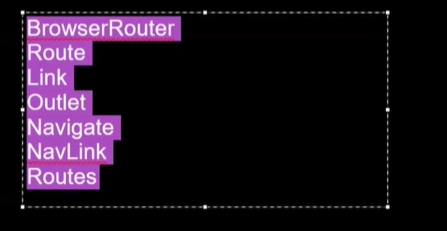 BrowserRouter
Route
Link
Outlet
Navigate
NavLink
Routes